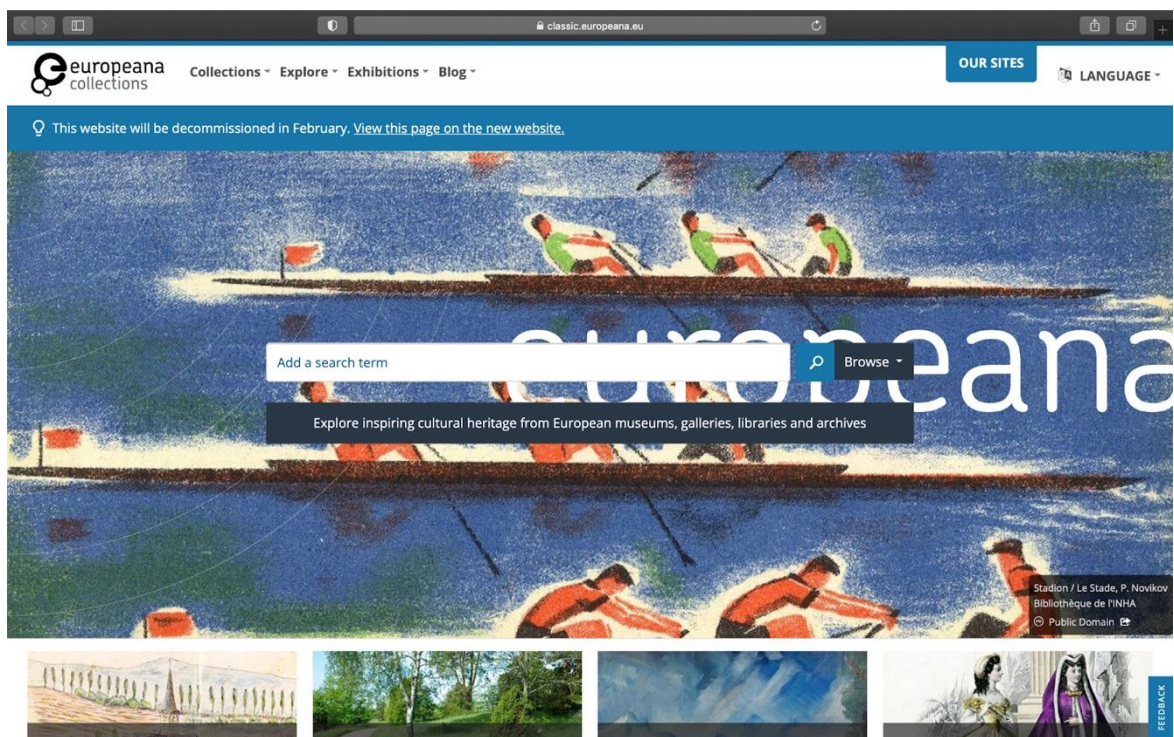 classic.europeana.eu
europeana
collections
Collections
Explore
Exhibitions
Blog
OUR SITES
LANGUAGE
This website will be decommissioned in February. View this page on the new website.
europeana
Add a search term
Browse
Explore inspiring cultural heritage from European museums, galleries, libraries and archives
Stadion / Le Stade, P. Novikov
Bibliothèque de l'INHA
Public Domain
FEEDBACK